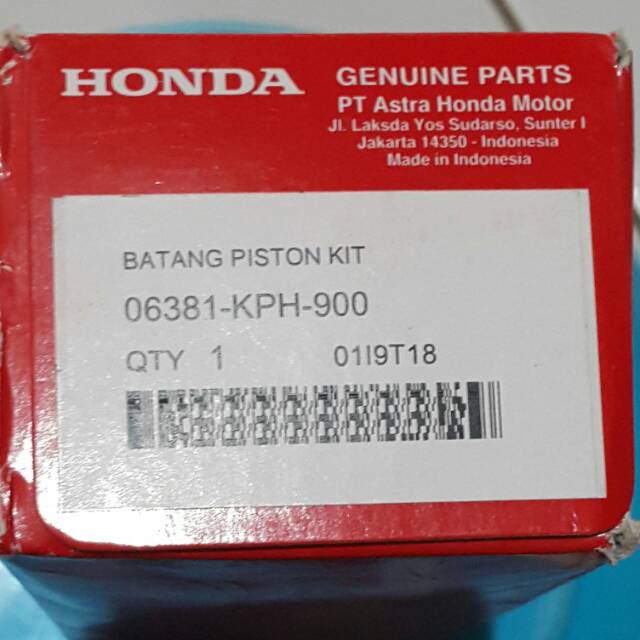 HONDA
GENUINE PARTS
PT Astra Honda Motor
Jl. Laksda Yos Sudarso, Sunter I
Jakarta 14350 - Indonesia
Made in Indonesia
BATANG PISTON KIT
06381-KPH-900
QTY 1 01I9T18